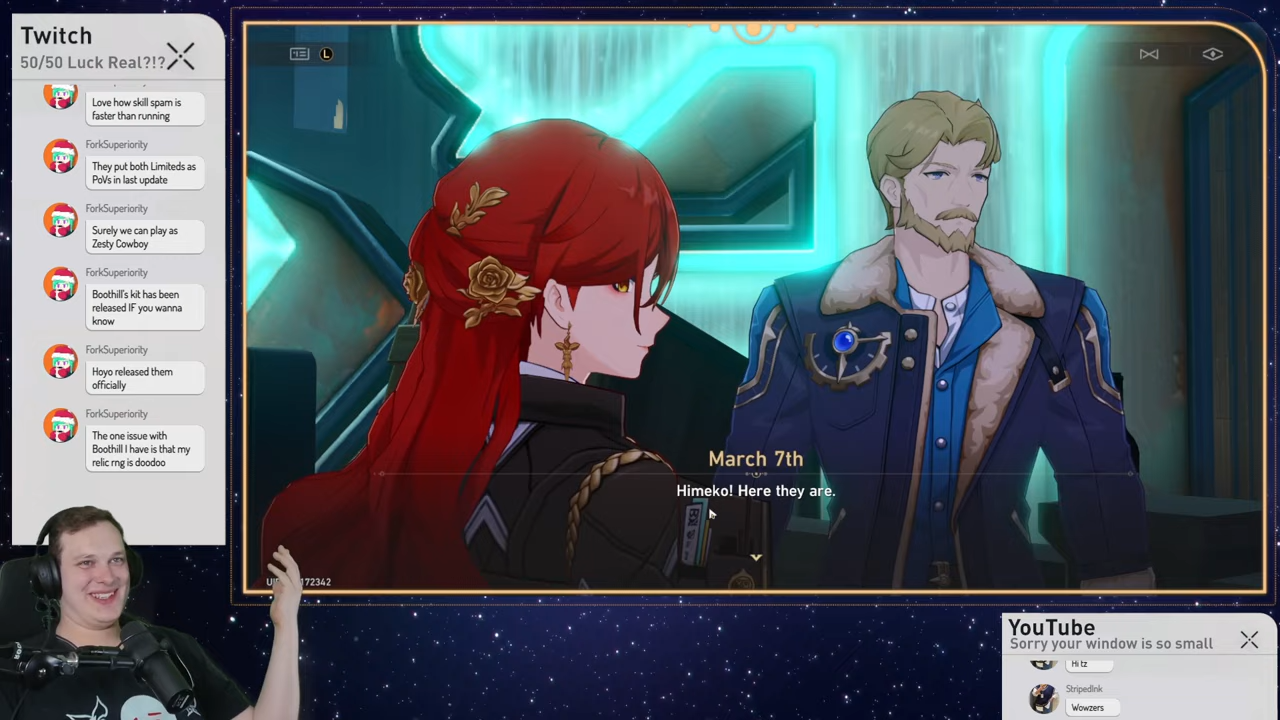 Twitch
50/50 Luck Real?!?
Love how skill spam is
faster than running
ForkSuperiority
They put both Limiteds as
PoVs in last update
ForkSuperiority
Surely we can play as
Zesty Cowboy
ForkSuperiority
Boothill's kit has been
released IF you wanna
know
ForkSuperiority
Hoyo released them
officially
ForkSuperiority
The one issue with
Boothill I have is that my
relic rng is doodoo
L
March 7th
Himeko! Here they are.
172342
YouTube
Sorry your window is so small
Hi tz
StripedInk
Wowzers